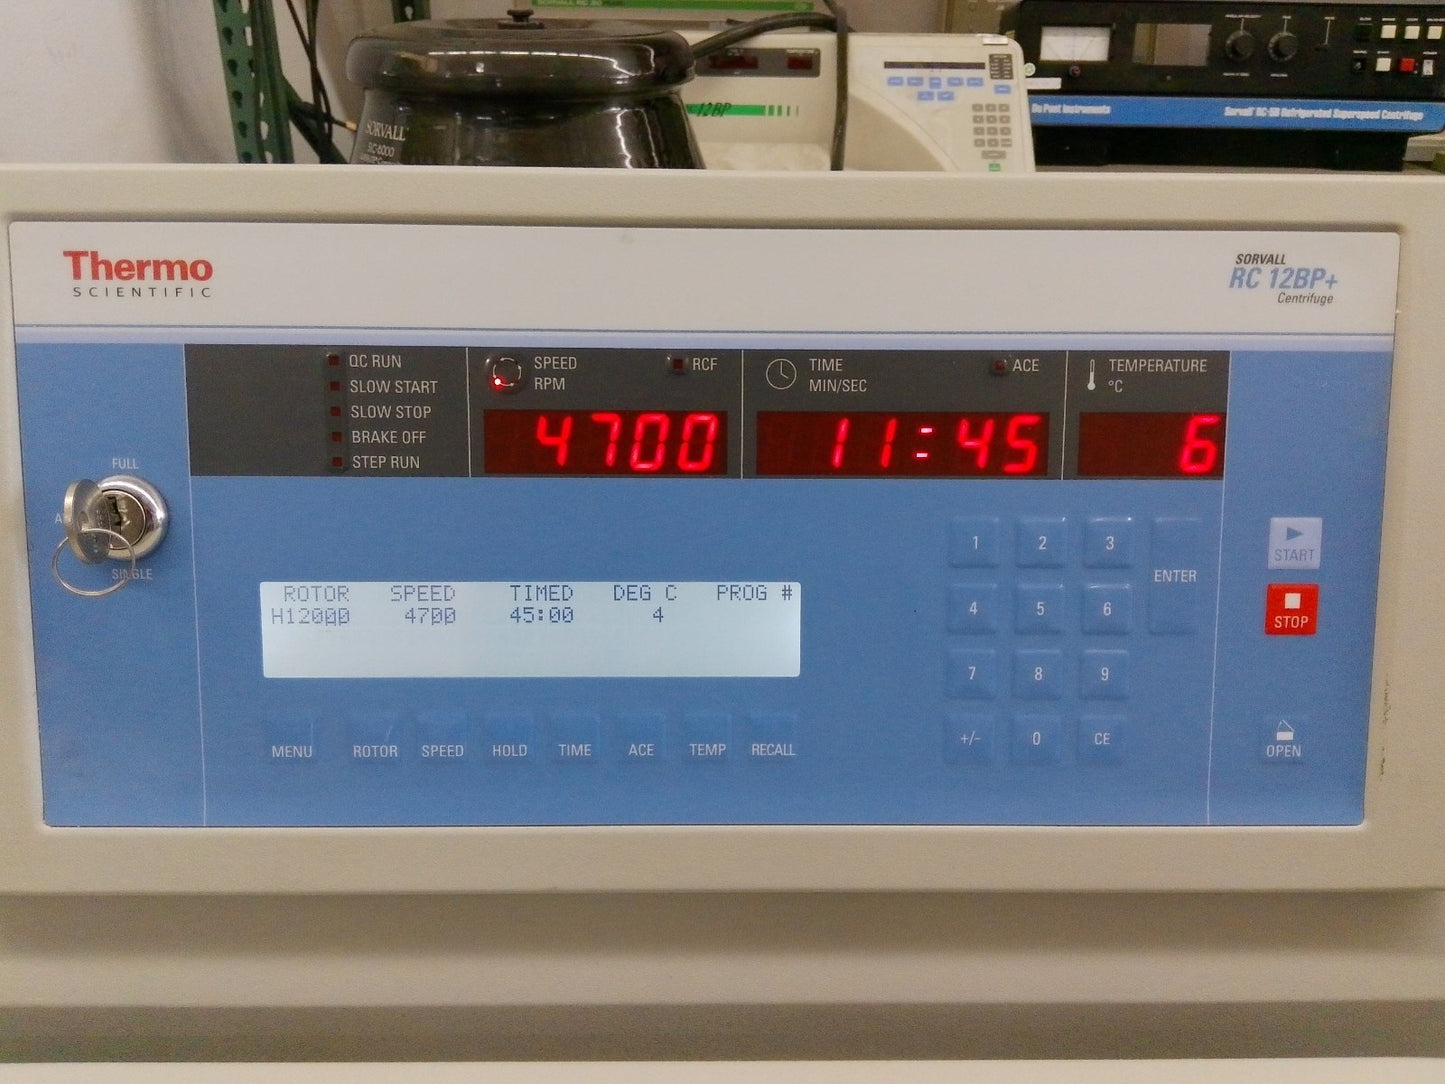 SORVALL RC 3C
SORVALL
12BP
Du Pont Instruments
Sorvall RC-5B Refrigerated Superspeed Centrifuge
Thermo
SCIENTIFIC
SORVALL
RC 12BP+
Centrifuge
QC RUN
SLOW START
SLOW STOP
BRAKE OFF
STEP RUN
SPEED
RPM
RCF
4700
TIME
MIN/SEC
ACE
11:45
TEMPERATURE
°C
6
FULL
SINGLE
ROTOR SPEED TIMED DEG C PROG #
H12000 4700 45:00 4
MENU ROTOR SPEED HOLD TIME ACE TEMP RECALL
1 2 3
ENTER
4 5 6
7 8 9
+/- 0 CE
START
STOP
OPEN